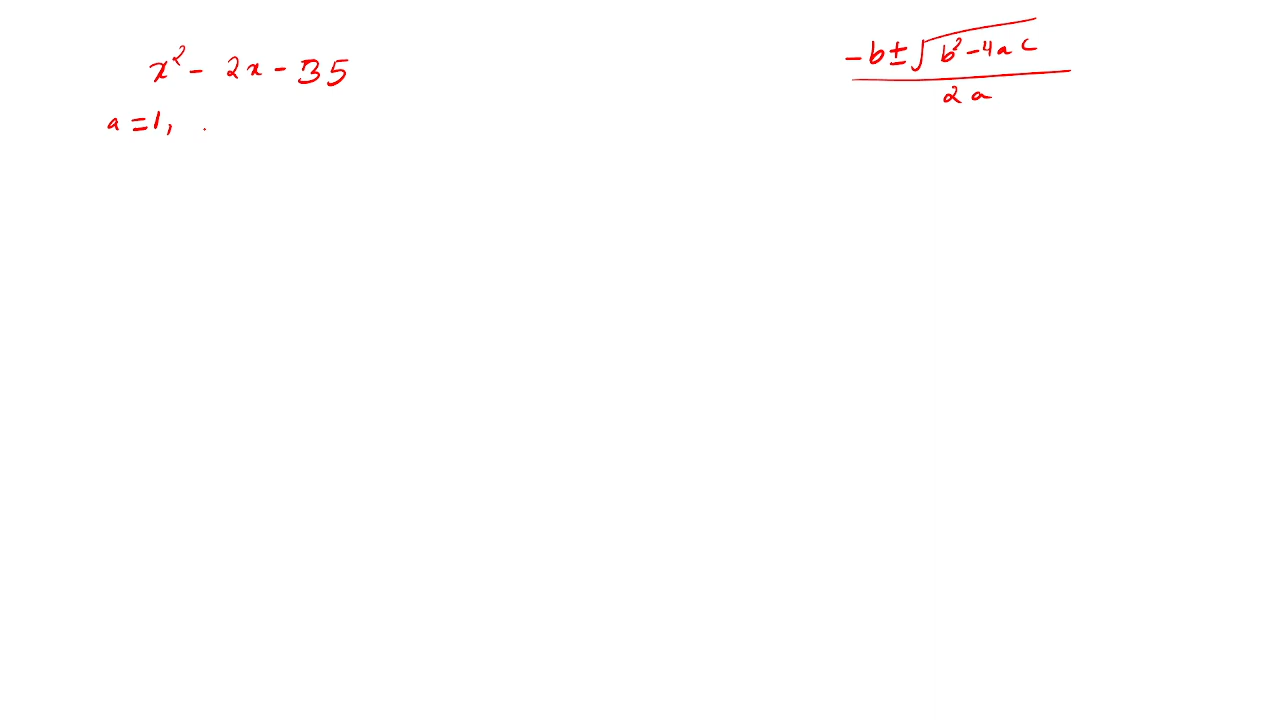 x² - 2x - 35
a = 1,
-b ± √(b² - 4ac)
2a